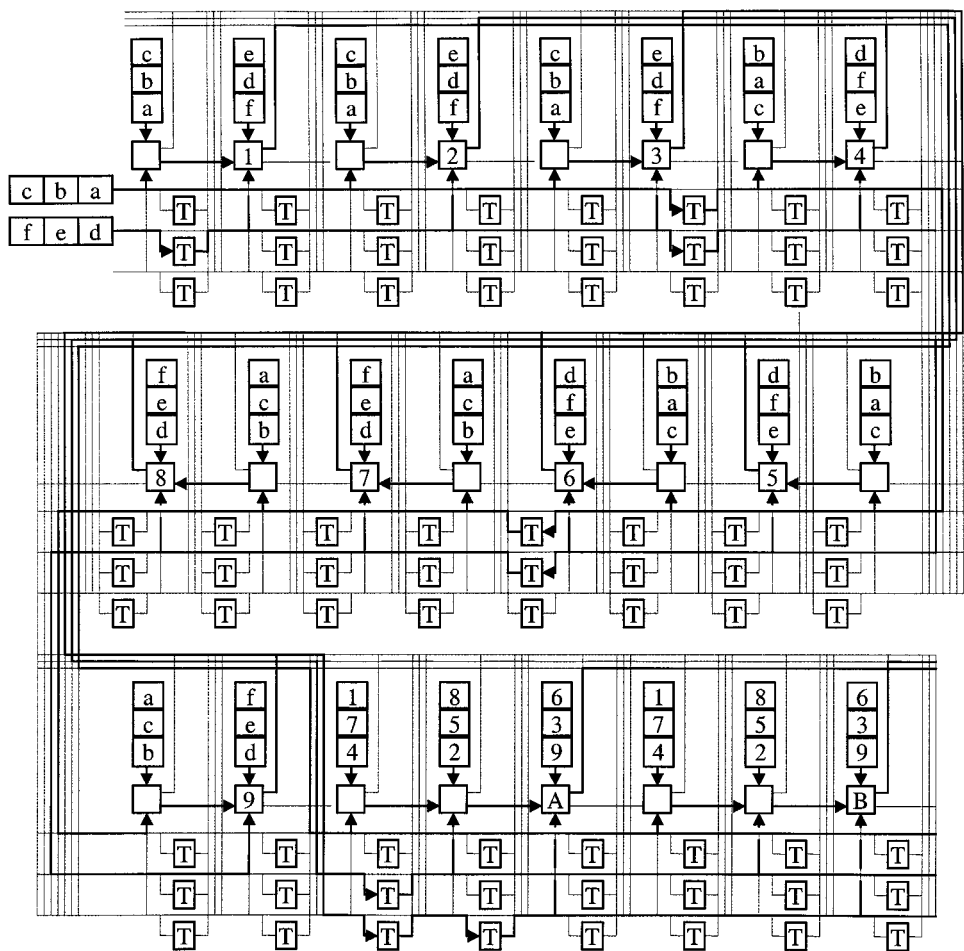 c e c e c e b d
b d b d b d a f
a f a f a f c e
1 2 3 4
c b a
T T T T T T T T
f e d
T T T T T T T T
T T T T T T T T
f a f a d b d b
e c e c f a f a
d b d b e c e c
8 7 6 5
T T T T T T T T
T T T T T T T T
T T T T T T T T
a f 1 8 6 1 8 6
c e 7 5 3 7 5 3
b d 4 2 9 4 2 9
9 A B
T T T T T T T T
T T T T T T T T
T T T T T T T T